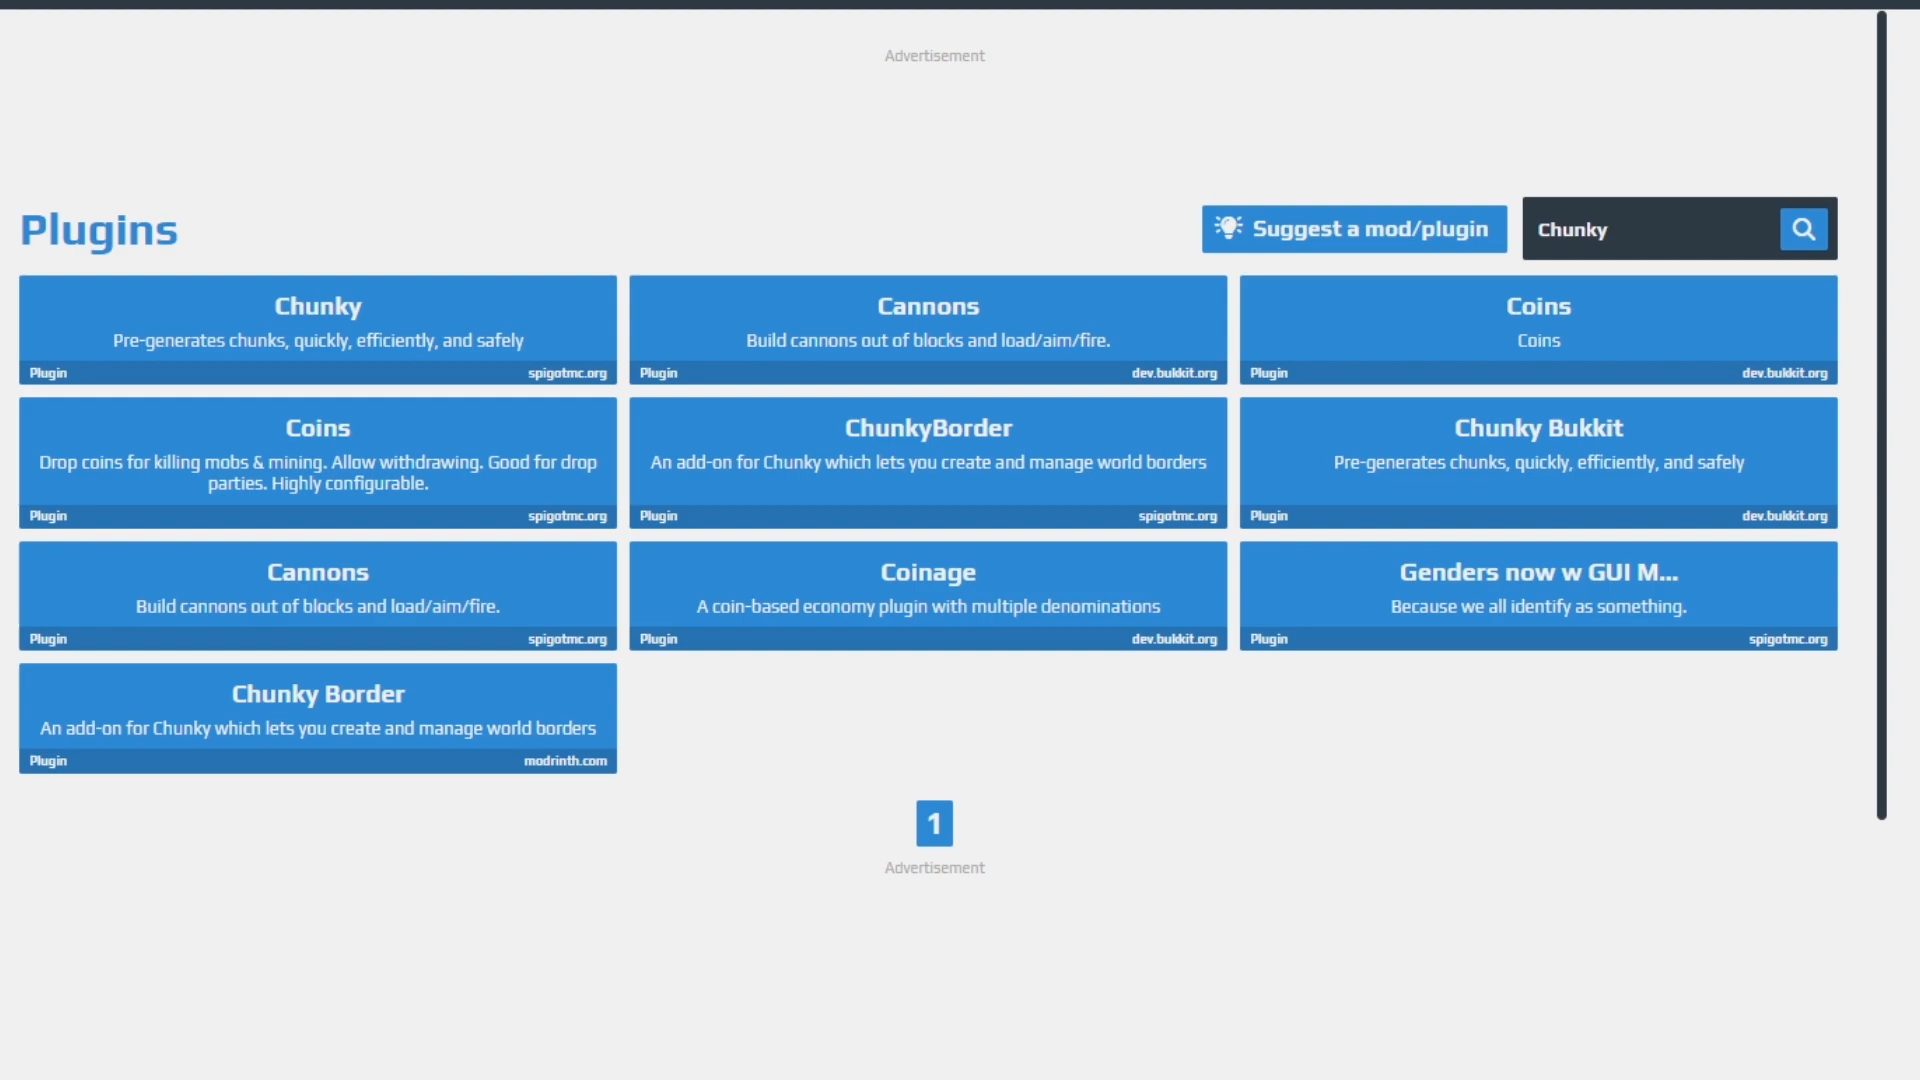 Advertisement
Plugins
Suggest a mod/plugin
Chunky
Chunky
Pre-generates chunks, quickly, efficiently, and safely
Plugin
spigotmc.org
Cannons
Build cannons out of blocks and load/aim/fire.
Plugin
dev.bukkit.org
Coins
Coins
Plugin
dev.bukkit.org
Coins
Drop coins for killing mobs & mining. Allow withdrawing. Good for drop
parties. Highly configurable.
Plugin
spigotmc.org
ChunkyBorder
An add-on for Chunky which lets you create and manage world borders
Plugin
spigotmc.org
Chunky Bukkit
Pre-generates chunks, quickly, efficiently, and safely
Plugin
dev.bukkit.org
Cannons
Build cannons out of blocks and load/aim/fire.
Plugin
spigotmc.org
Coinage
A coin-based economy plugin with multiple denominations
Plugin
dev.bukkit.org
Genders now w GUI M...
Because we all identify as something.
Plugin
spigotmc.org
Chunky Border
An add-on for Chunky which lets you create and manage world borders
Plugin
modrinth.com
1
Advertisement